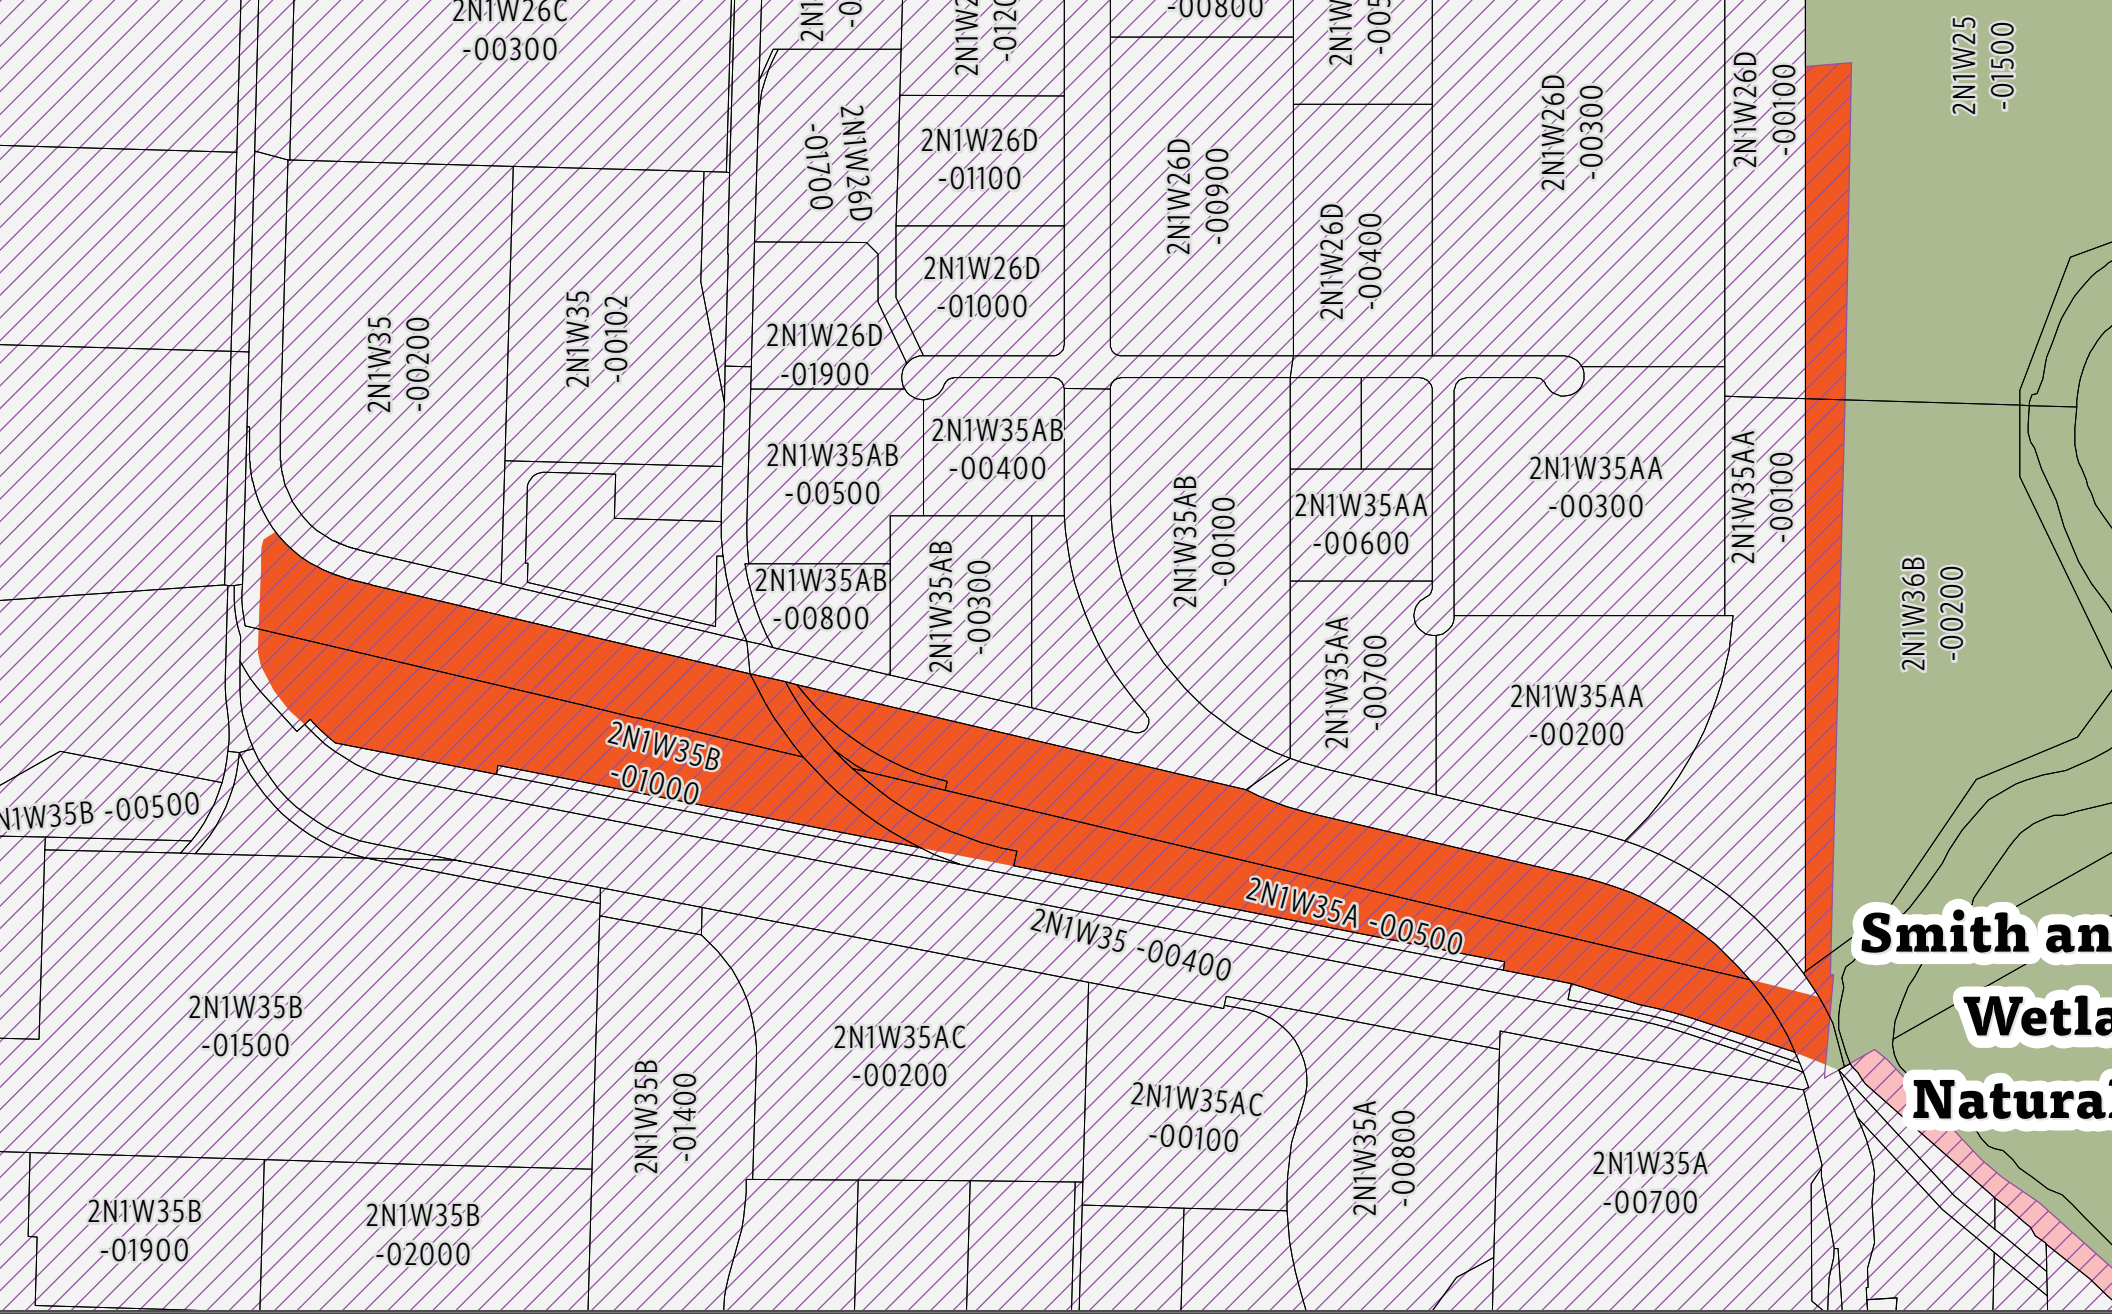 2N1W26C
-00300
-00800
2N1W25
-01500
2N1W26D
-00100
2N1W26D
-00300
2N1W26D
-01700
2N1W26D
-01100
2N1W26D
-00900
2N1W26D
-00400
2N1W26D
-01000
2N1W35
-00200
2N1W35
-00102
2N1W26D
-01900
2N1W35AB
-00500
2N1W35AB
-00400
2N1W35AB
-00100
2N1W35AA
-00600
2N1W35AA
-00300
2N1W35AA
-00100
2N1W35AB
-00800
2N1W35AB
-00300
2N1W35AA
-00700
2N1W35AA
-00200
2N1W36B
-00200
2N1W35B
-01000
N1W35B -00500
2N1W35A -00500
2N1W35 -00400
Smith an
Wetla
Natural
2N1W35B
-01500
2N1W35B
-01400
2N1W35AC
-00200
2N1W35AC
-00100
2N1W35A
-00800
2N1W35A
-00700
2N1W35B
-01900
2N1W35B
-02000